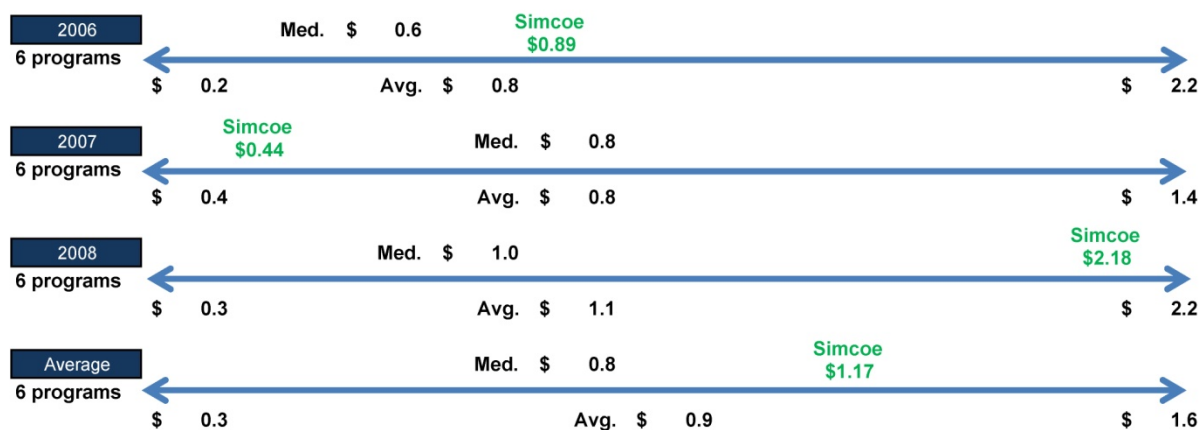 2006
Med. $ 0.6
Simcoe
$0.89
6 programs
$ 0.2 Avg. $ 0.8 $ 2.2
2007
Simcoe
$0.44
Med. $ 0.8
6 programs
$ 0.4 Avg. $ 0.8 $ 1.4
2008
Med. $ 1.0
Simcoe
$2.18
6 programs
$ 0.3 Avg. $ 1.1 $ 2.2
Average
Med. $ 0.8
Simcoe
$1.17
6 programs
$ 0.3 Avg. $ 0.9 $ 1.6